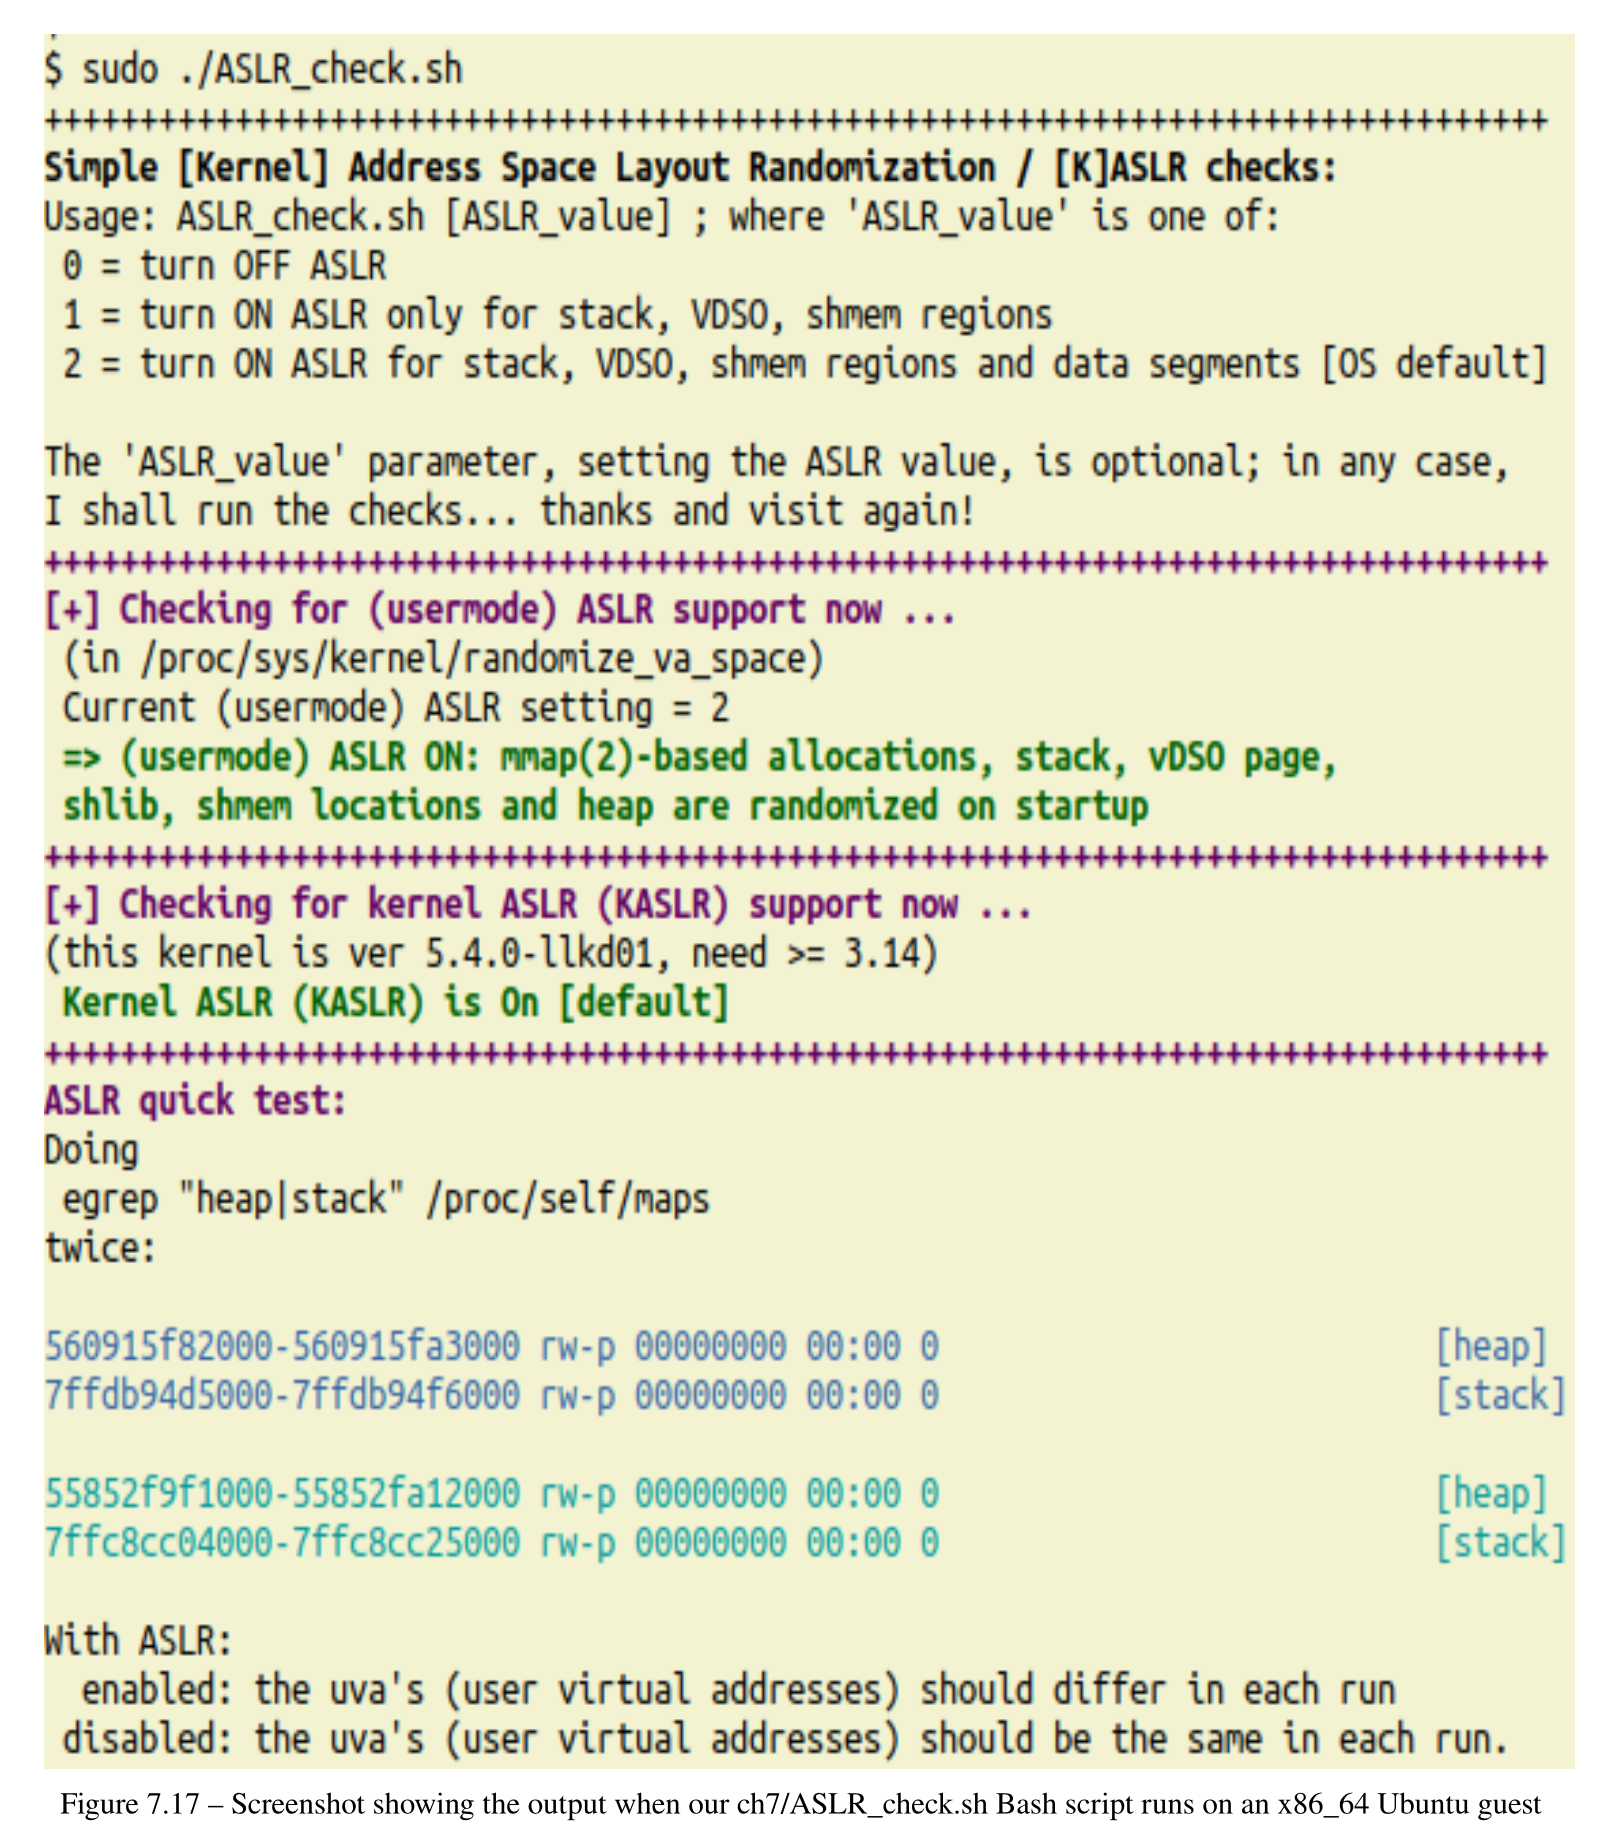 $ sudo ./ASLR_check.sh
+++++++++++++++++++++++++++++++++++++++++++++++++++++++++++++++++++++++++++++++
Simple [Kernel] Address Space Layout Randomization / [K]ASLR checks:
Usage: ASLR_check.sh [ASLR_value] ; where 'ASLR_value' is one of:
 0 = turn OFF ASLR
 1 = turn ON ASLR only for stack, VDSO, shmem regions
 2 = turn ON ASLR for stack, VDSO, shmem regions and data segments [OS default]

The 'ASLR_value' parameter, setting the ASLR value, is optional; in any case,
I shall run the checks... thanks and visit again!
+++++++++++++++++++++++++++++++++++++++++++++++++++++++++++++++++++++++++++++++
[+] Checking for (usermode) ASLR support now ...
 (in /proc/sys/kernel/randomize_va_space)
 Current (usermode) ASLR setting = 2
 => (usermode) ASLR ON: mmap(2)-based allocations, stack, vDSO page,
 shlib, shmem locations and heap are randomized on startup
+++++++++++++++++++++++++++++++++++++++++++++++++++++++++++++++++++++++++++++++
[+] Checking for kernel ASLR (KASLR) support now ...
(this kernel is ver 5.4.0-llkd01, need >= 3.14)
 Kernel ASLR (KASLR) is On [default]
+++++++++++++++++++++++++++++++++++++++++++++++++++++++++++++++++++++++++++++++
ASLR quick test:
Doing
 egrep "heap|stack" /proc/self/maps
twice:

560915f82000-560915fa3000 rw-p 00000000 00:00 0                          [heap]
7ffdb94d5000-7ffdb94f6000 rw-p 00000000 00:00 0                          [stack]

55852f9f1000-55852fa12000 rw-p 00000000 00:00 0                          [heap]
7ffc8cc04000-7ffc8cc25000 rw-p 00000000 00:00 0                          [stack]

With ASLR:
  enabled: the uva's (user virtual addresses) should differ in each run
 disabled: the uva's (user virtual addresses) should be the same in each run.
Figure 7.17 – Screenshot showing the output when our ch7/ASLR_check.sh Bash script runs on an x86_64 Ubuntu guest